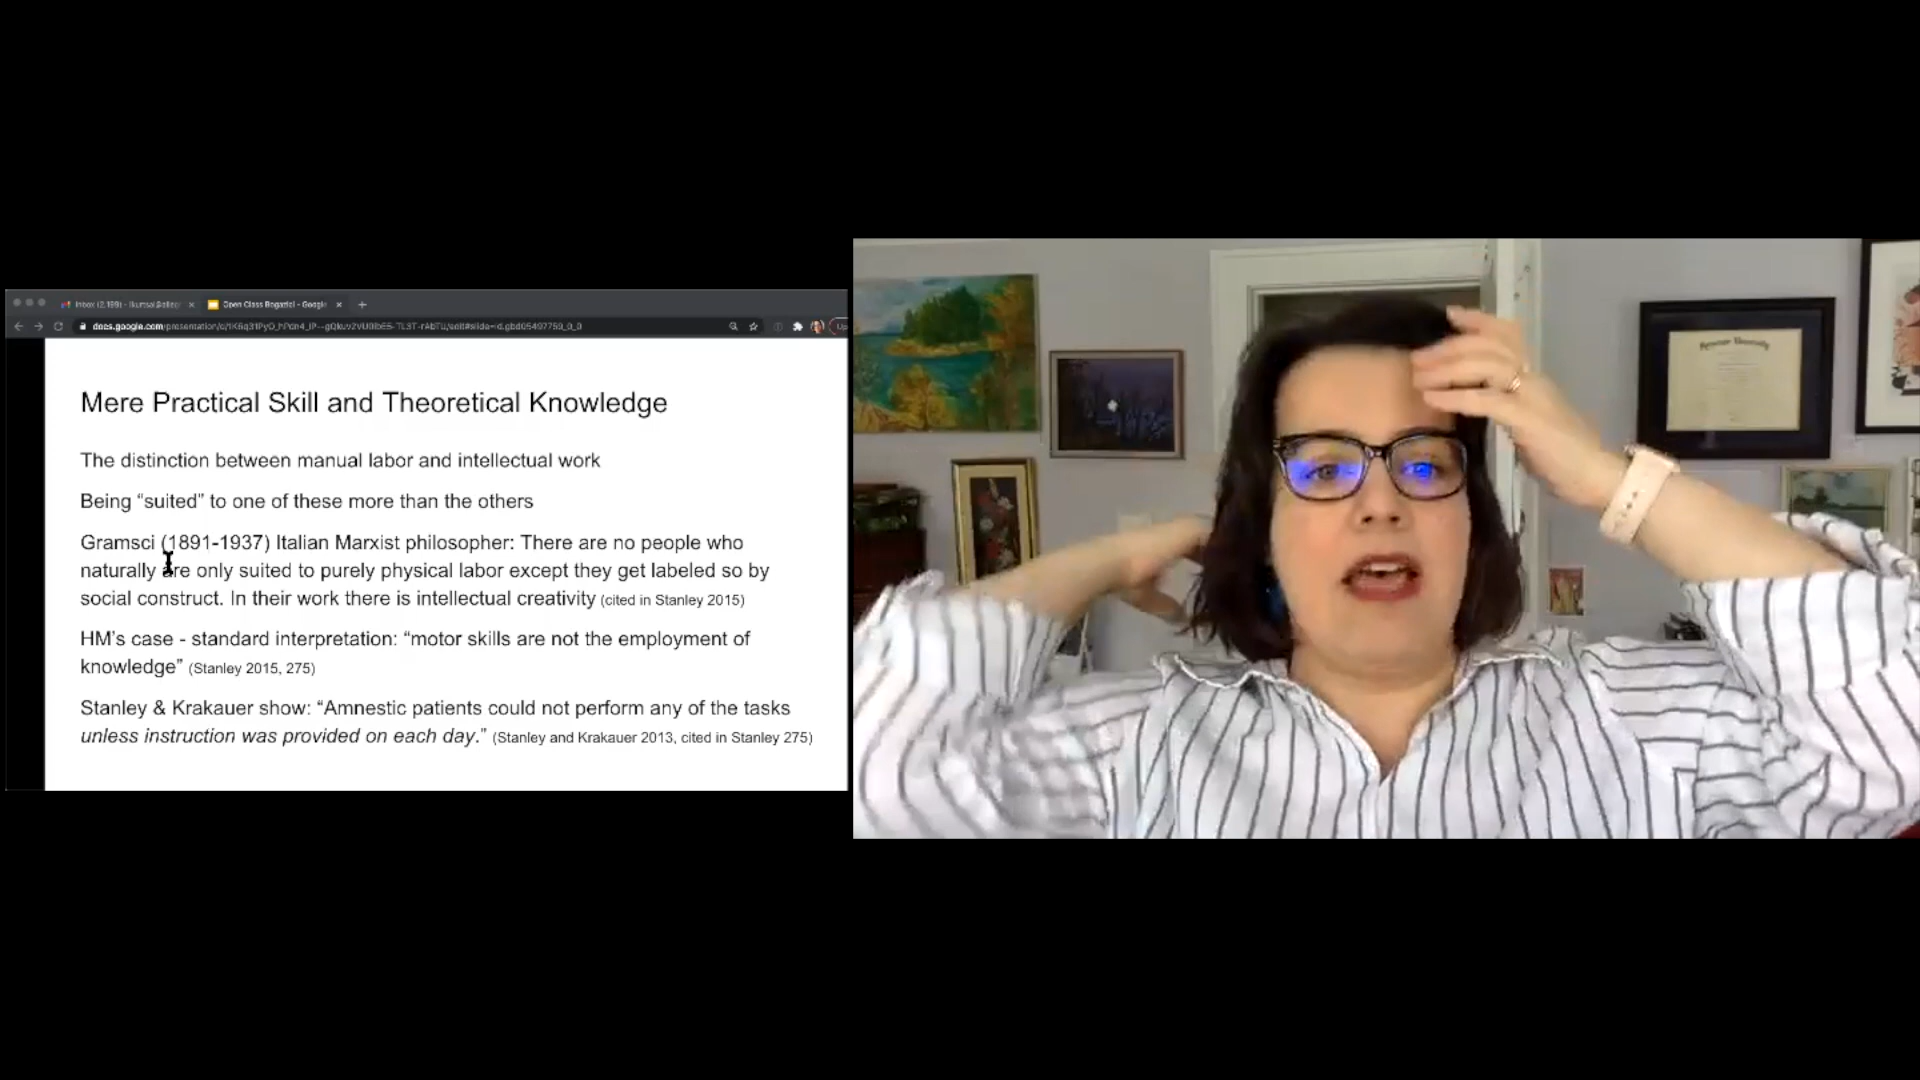 Open Class Bogazici - Google
Mere Practical Skill and Theoretical Knowledge
The distinction between manual labor and intellectual work
Being “suited” to one of these more than the others
Gramsci (1891-1937) Italian Marxist philosopher: There are no people who
naturally are only suited to purely physical labor except they get labeled so by
social construct. In their work there is intellectual creativity (cited in Stanley 2015)
HM’s case - standard interpretation: “motor skills are not the employment of
knowledge” (Stanley 2015, 275)
Stanley & Krakauer show: “Amnestic patients could not perform any of the tasks
unless instruction was provided on each day.” (Stanley and Krakauer 2013, cited in Stanley 275)